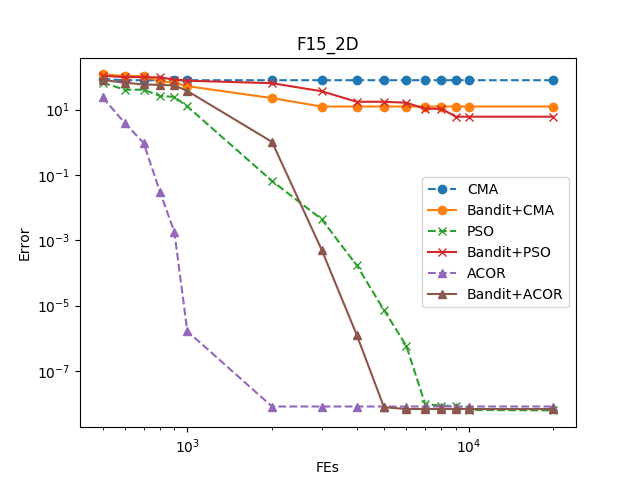 F15_2D
Error
10^1
10^-1
10^-3
10^-5
10^-7
CMA
Bandit+CMA
PSO
Bandit+PSO
ACOR
Bandit+ACOR
10^3
10^4
FEs